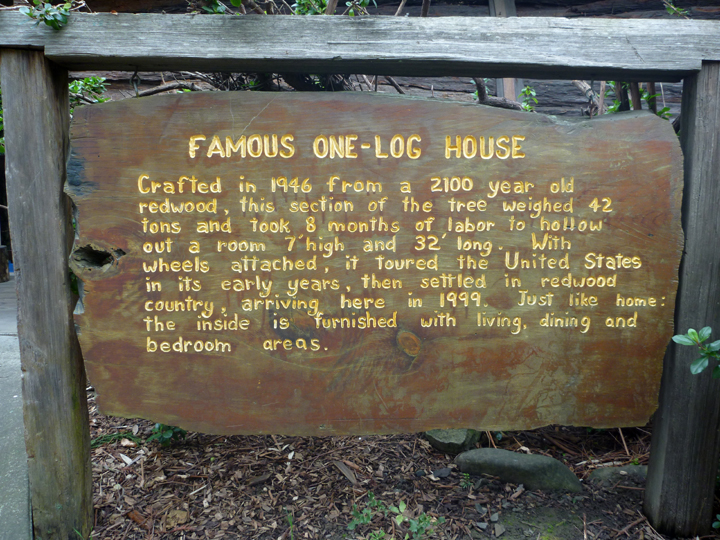 FAMOUS ONE-LOG HOUSE
Crafted in 1946 from a 2100 year old
redwood, this section of the tree weighed 42
tons and took 8 months of labor to hollow
out a room 7' high and 32' long. With
wheels attached, it toured the United States
in its early years, then settled in redwood
country, arriving here in 1999. Just like home:
the inside is furnished with living, dining and
bedroom areas.